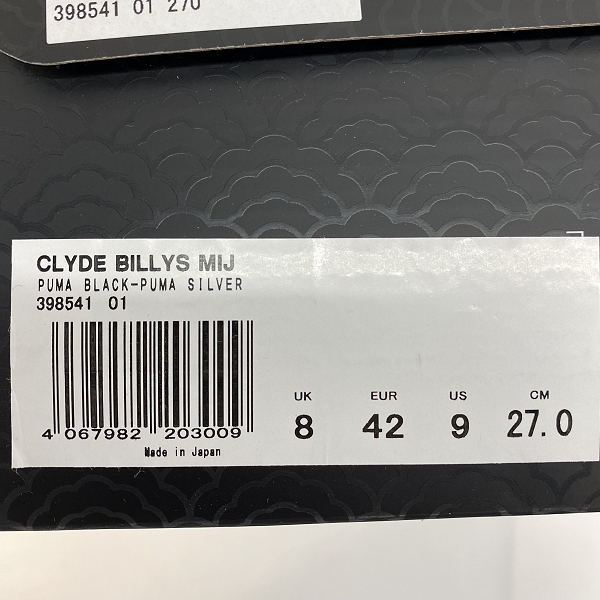 398541 01 270
CLYDE BILLYS MIJ
PUMA BLACK-PUMA SILVER
398541 01
UK EUR US CM
8 42 9 27.0
4 067982 203009
Made in Japan